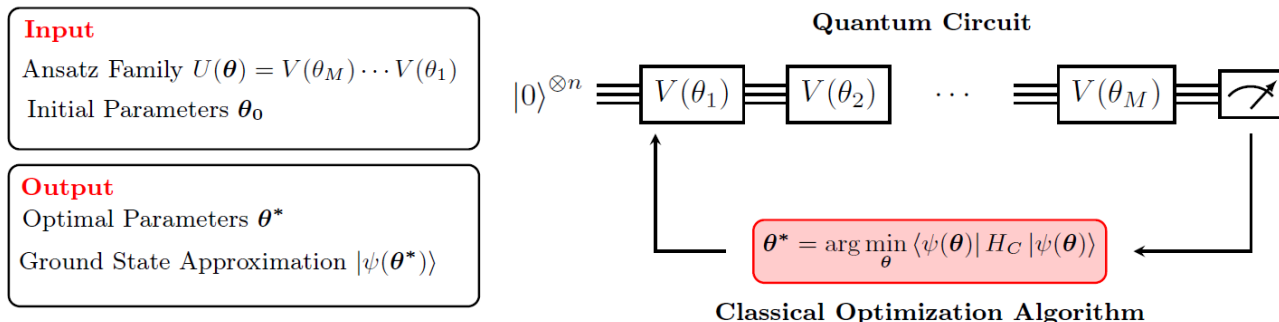 Input
Ansatz Family U(θ) = V(θ_M) ⋯ V(θ_1)
Initial Parameters θ_0
Output
Optimal Parameters θ*
Ground State Approximation |ψ(θ*)⟩
Quantum Circuit
|0⟩^{⊗n} V(θ_1) V(θ_2) ⋯ V(θ_M)
θ* = arg min_θ ⟨ψ(θ)| H_C |ψ(θ)⟩
Classical Optimization Algorithm